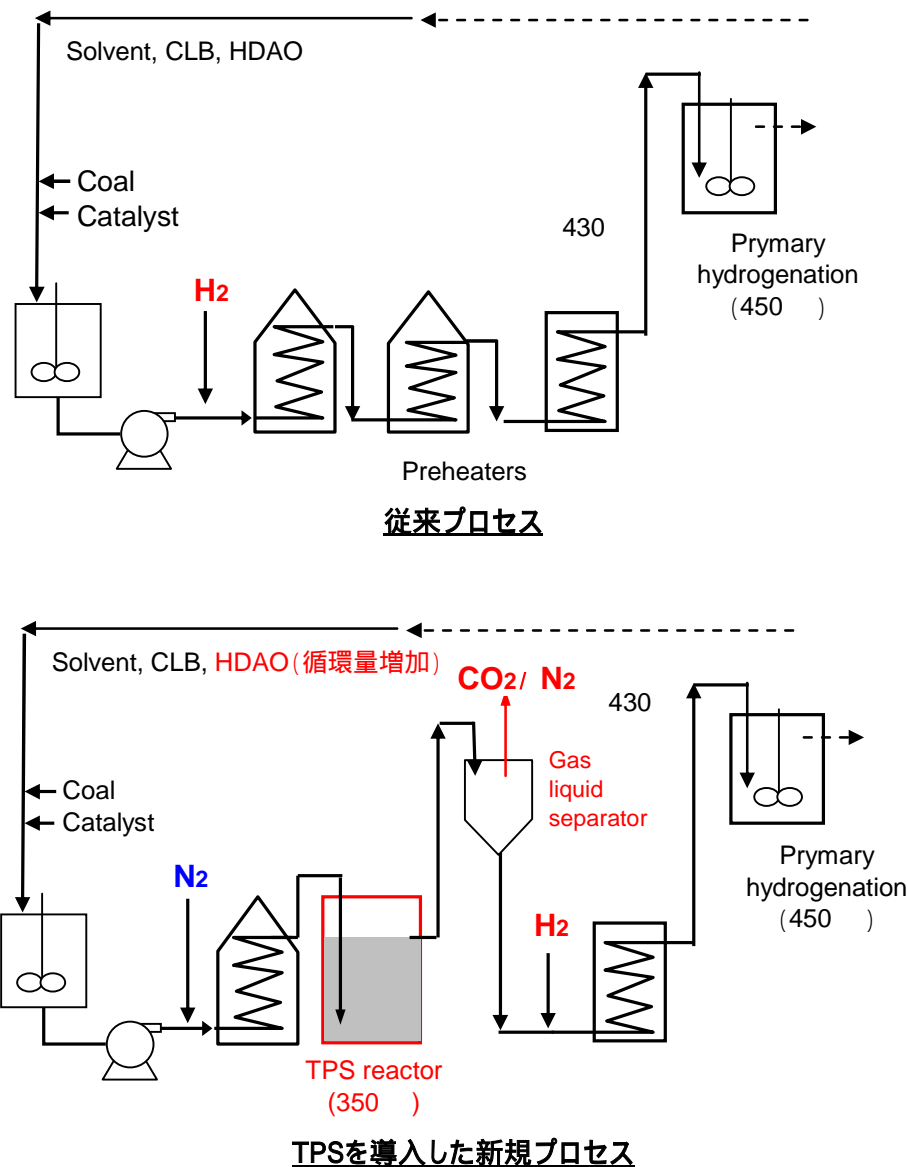 Solvent, CLB, HDAO
Coal
Catalyst
H2
430
Prymary
hydrogenation
(450 )
Preheaters
従来プロセス
Solvent, CLB, HDAO(循環量増加)
CO2/ N2
430
Gas
liquid
separator
Coal
Catalyst
N2
H2
Prymary
hydrogenation
(450 )
TPS reactor
(350 )
TPSを導入した新規プロセス